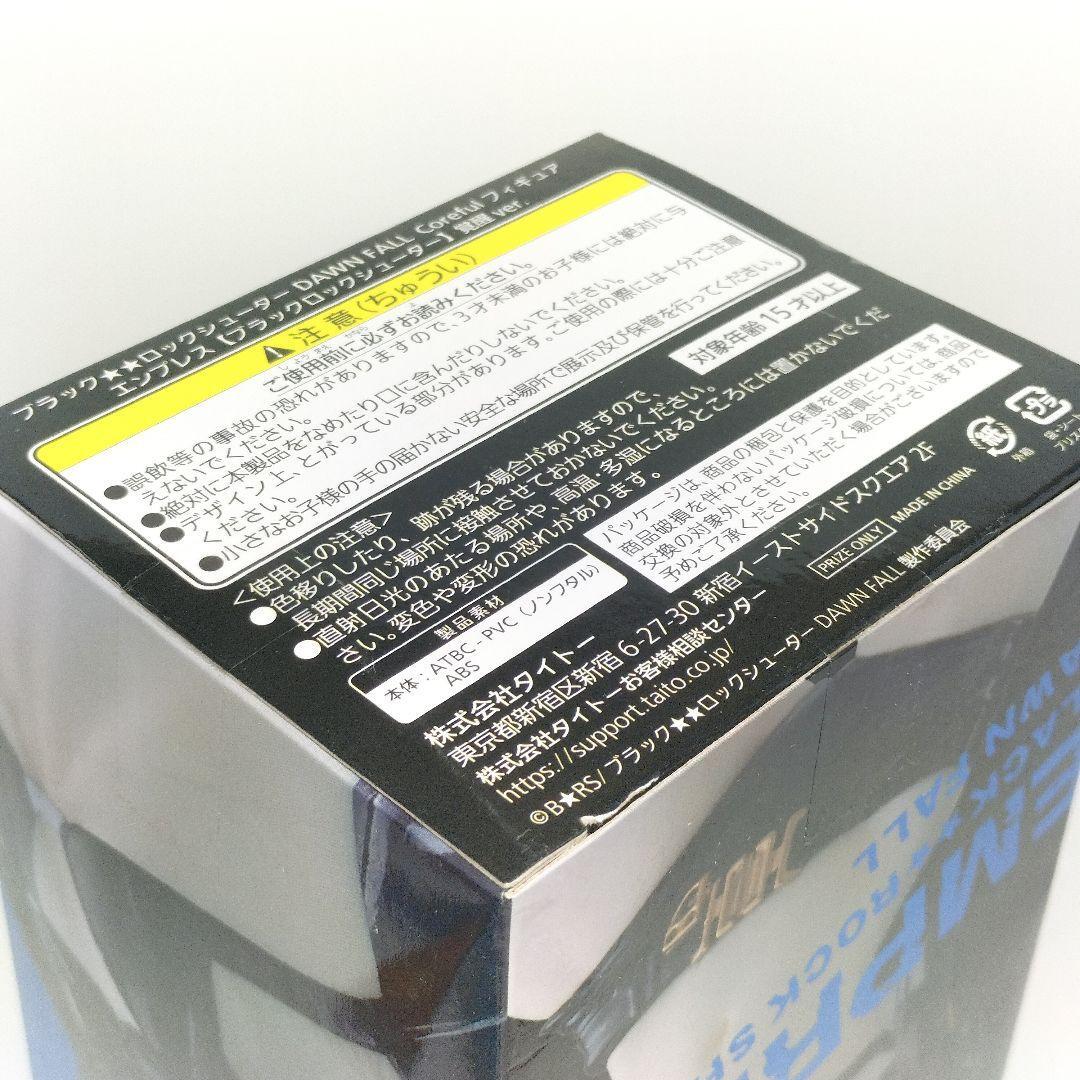 ブラック★★ロックシューター DAWN FALL Coreful フィギュア
エンプレス【ブラックロックシューター】覚醒 ver.
注意(ちゅうい)
ご使用前に必ずお読みください。
●誤飲等の事故の恐れがありますので、3才未満のお子様には絶対に与
えないでください。
●絶対に本製品をなめたり口に含んだりしないでください。
●デザイン上、とがっている部分があります。ご使用の際には十分ご注意
ください。
●小さなお子様の手の届かない安全な場所で展示及び保管を行ってください。
対象年齢15才以上
<使用上の注意>
●色移りしたり、跡が残る場合がありますので、
長期間同じ場所に接触させておかないでください。
●直射日光のあたる場所や、高温・多湿になるところには置かないでくだ
さい。変色や変形の恐れがあります。
製品素材
本体:ATBC-PVC(ノンフタル)
ABS
パッケージは、商品の梱包と保護を目的としています。
商品破損を伴わないパッケージ破損については商品
交換の対象外とさせていただく場合がございますので
予めご了承ください。
プラ
外箱
株式会社タイトー
東京都新宿区新宿6-27-30 新宿イーストサイドスクエア 2F
株式会社タイトーお客様相談センター
https://support.taito.co.jp/
PRIZE ONLY
MADE IN CHINA
©B★RS/ ブラック★★ロックシューター DAWN FALL 製作委員会